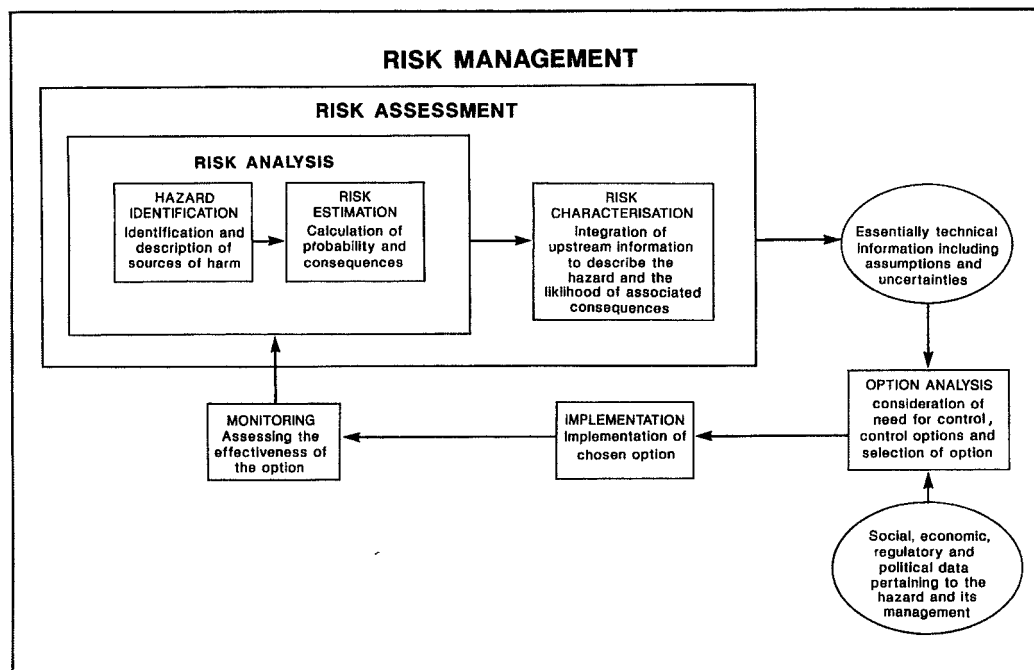 RISK MANAGEMENT
RISK ASSESSMENT
RISK ANALYSIS
HAZARD
IDENTIFICATION
Identification and
description of
sources of harm
RISK
ESTIMATION
Calculation of
probability and
consequences
RISK
CHARACTERISATION
Integration of
upstream information
to describe the
hazard and the
liklihood of associated
consequences
Essentially technical
information including
assumptions and
uncertainties
OPTION ANALYSIS
consideration of
need for control,
control options and
selection of option
IMPLEMENTATION
Implementation of
chosen option
MONITORING
Assessing the
effectiveness of
the option
Social, economic,
regulatory and
political data
pertaining to the
hazard and its
management